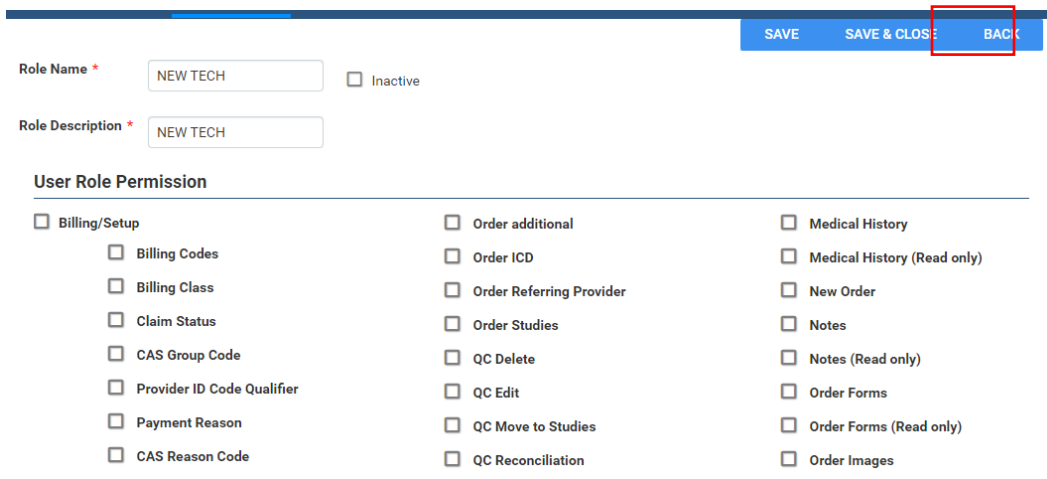 SAVE SAVE & CLOSE BACK
Role Name * NEW TECH Inactive
Role Description * NEW TECH
User Role Permission
Billing/Setup Order additional Medical History
Billing Codes Order ICD Medical History (Read only)
Billing Class Order Referring Provider New Order
Claim Status Order Studies Notes
CAS Group Code QC Delete Notes (Read only)
Provider ID Code Qualifier QC Edit Order Forms
Payment Reason QC Move to Studies Order Forms (Read only)
CAS Reason Code QC Reconciliation Order Images